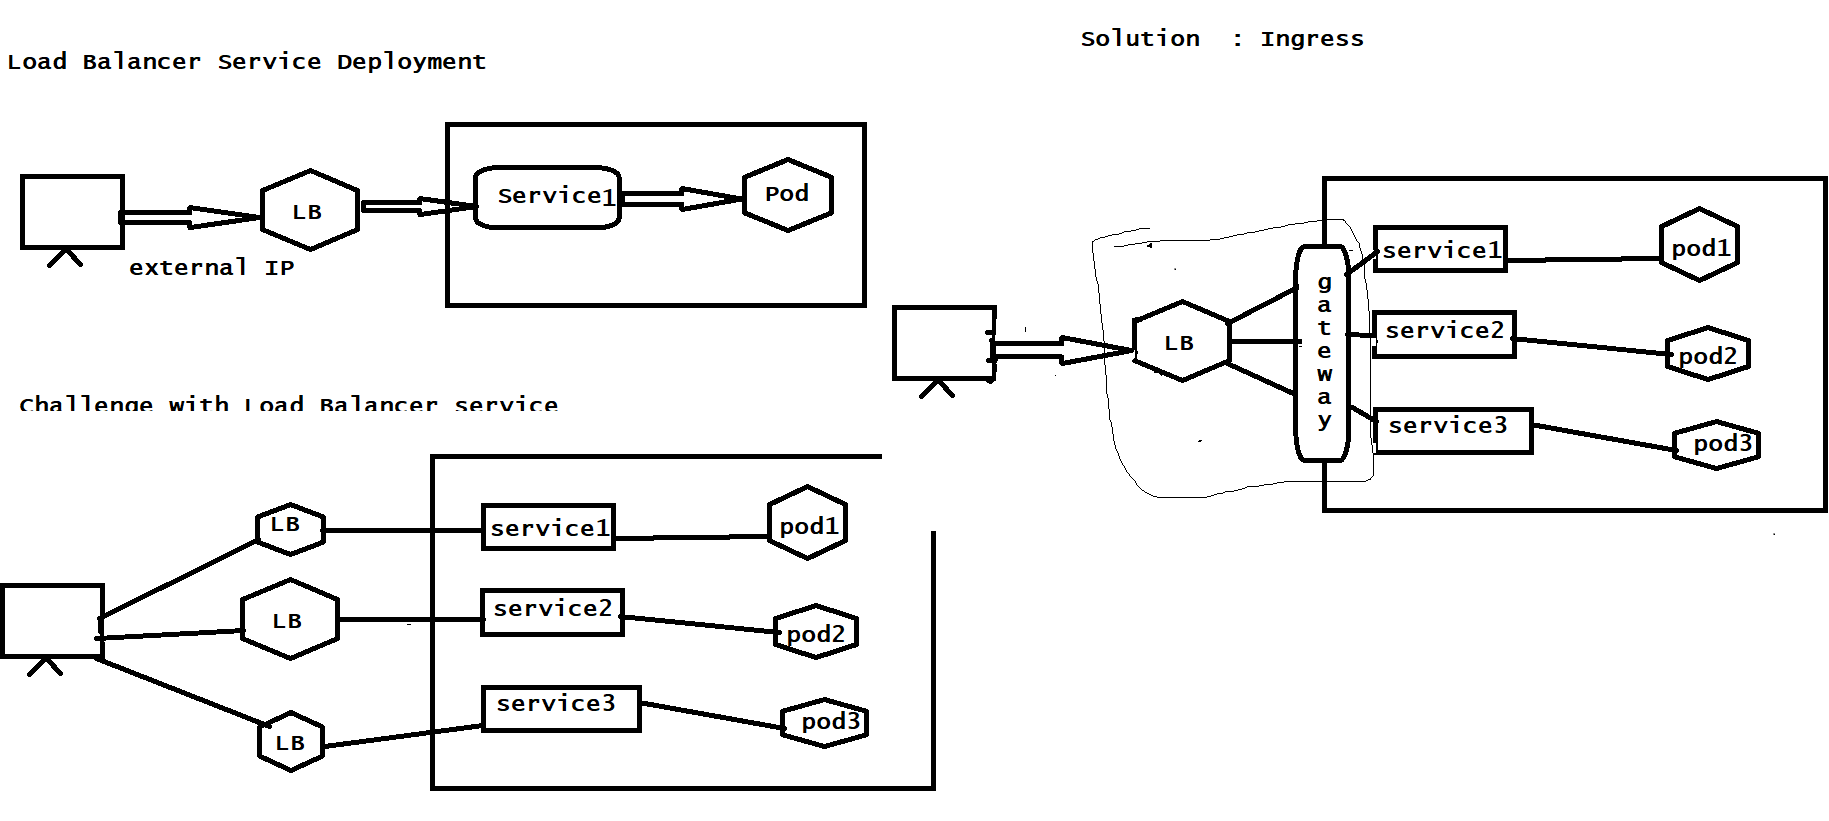 Load Balancer Service Deployment
LB
external IP
Service1
Pod
Challenge with Load Balancer service
LB
service1
pod1
LB
service2
pod2
LB
service3
pod3
Solution : Ingress
LB
gateway
service1
pod1
service2
pod2
service3
pod3